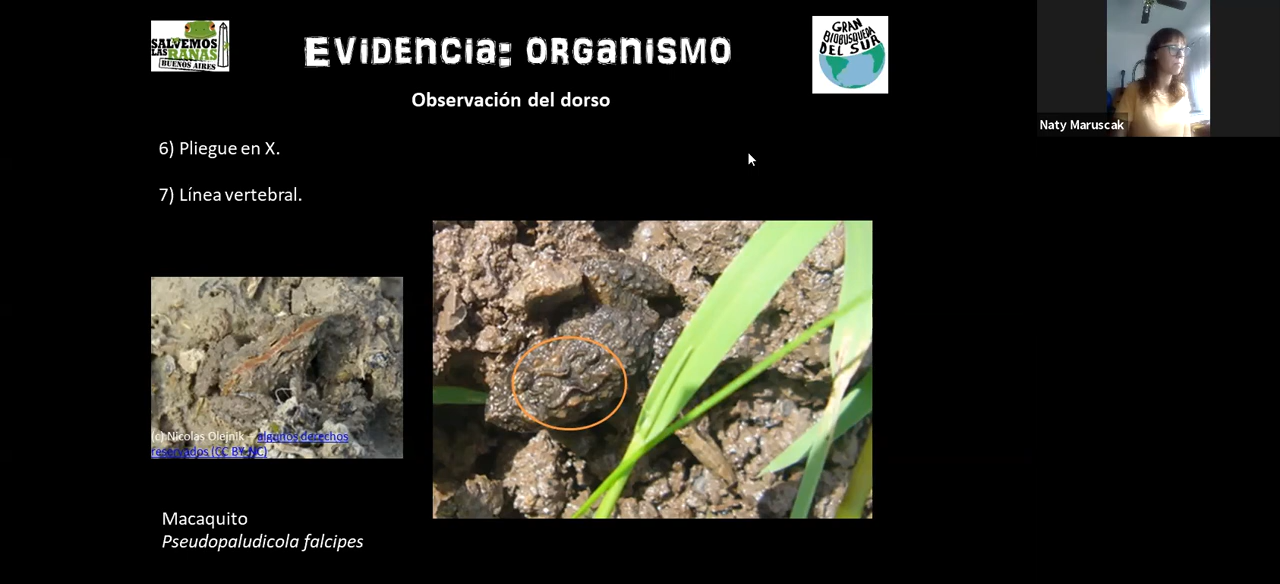 SALVEMOS
LAS RANAS
BUENOS AIRES
EVIDENCIA: ORGANISMO
GRAN
BIOBÚSQUEDA
DEL SUR
Naty Maruscak
Observación del dorso
6) Pliegue en X.
7) Línea vertebral.
(c) Nicolas Olejnik – algunos derechos
reservados (CC BY-NC)
Macaquito
Pseudopaludicola falcipes